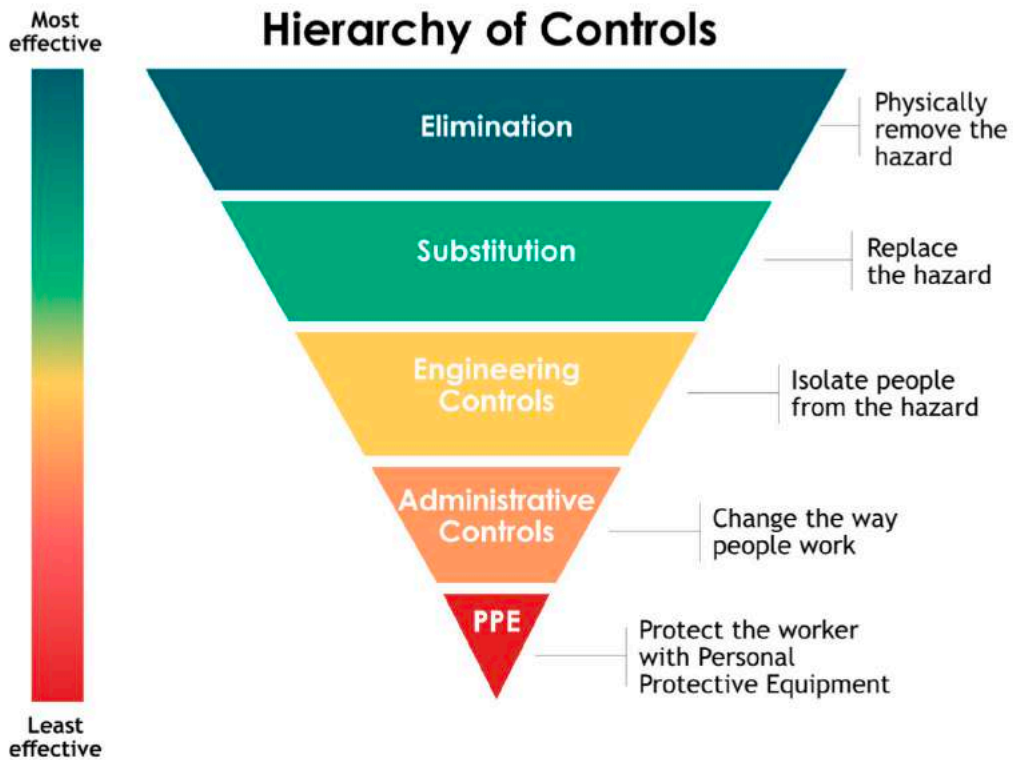 Hierarchy of Controls
Most
effective
Elimination
Physically
remove the
hazard
Substitution
Replace
the hazard
Engineering
Controls
Isolate people
from the hazard
Administrative
Controls
Change the way
people work
PPE
Protect the worker
with Personal
Protective Equipment
Least
effective